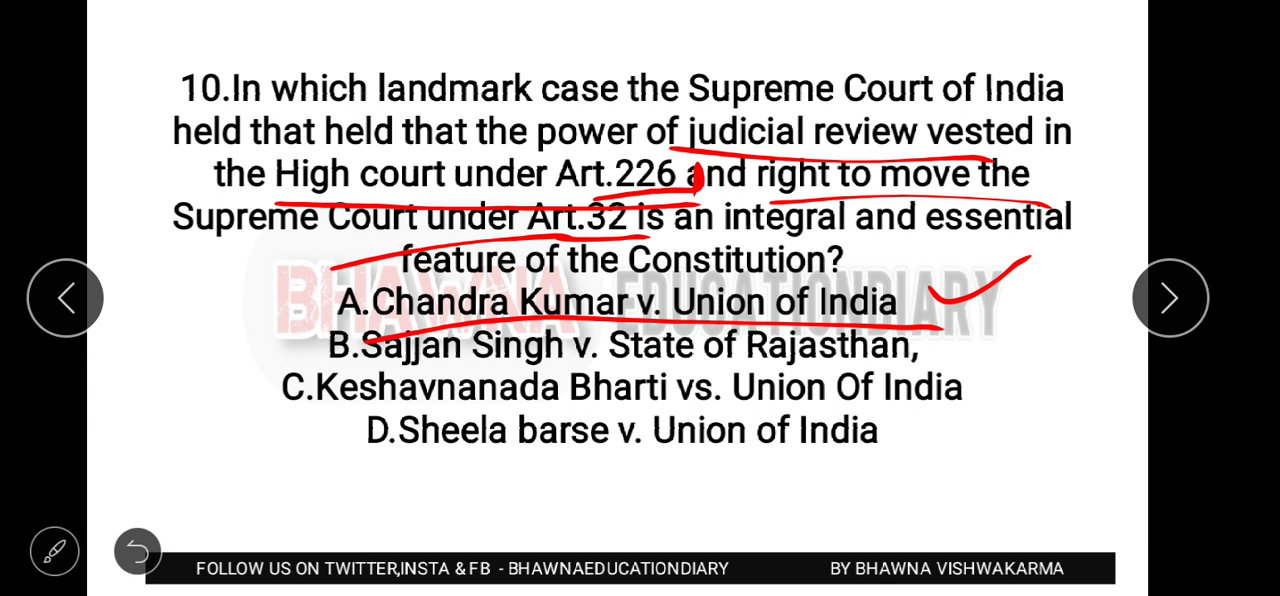 10.In which landmark case the Supreme Court of India
held that held that the power of judicial review vested in
the High court under Art.226 and right to move the
Supreme Court under Art.32 is an integral and essential
feature of the Constitution?
BHAWNA EDUCATIONDIARY
A.Chandra Kumar v. Union of India
B.Sajjan Singh v. State of Rajasthan,
C.Keshavnanada Bharti vs. Union Of India
D.Sheela barse v. Union of India
FOLLOW US ON TWITTER,INSTA & FB - BHAWNAEDUCATIONDIARY BY BHAWNA VISHWAKARMA